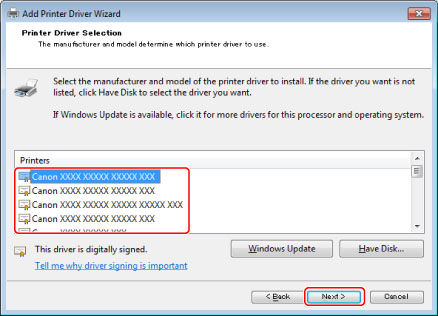 Add Printer Driver Wizard
Printer Driver Selection
The manufacturer and model determine which printer driver to use.
Select the manufacturer and model of the printer driver to install. If the driver you want is not
listed, click Have Disk to select the driver you want.
If Windows Update is available, click it for more drivers for this processor and operating system.
Printers
Canon XXXX XXXXX XXXXX XXX
Canon XXXX XXXXX XXXXX XXX
Canon XXXX XXXXX XXXXX XXXXX XXX
Canon XXXX XXXXX XXXXX XXX
Canon XXXX XXXXX XXXXX XXX
This driver is digitally signed.
Tell me why driver signing is important
Windows Update
Have Disk...
< Back
Next >
Cancel